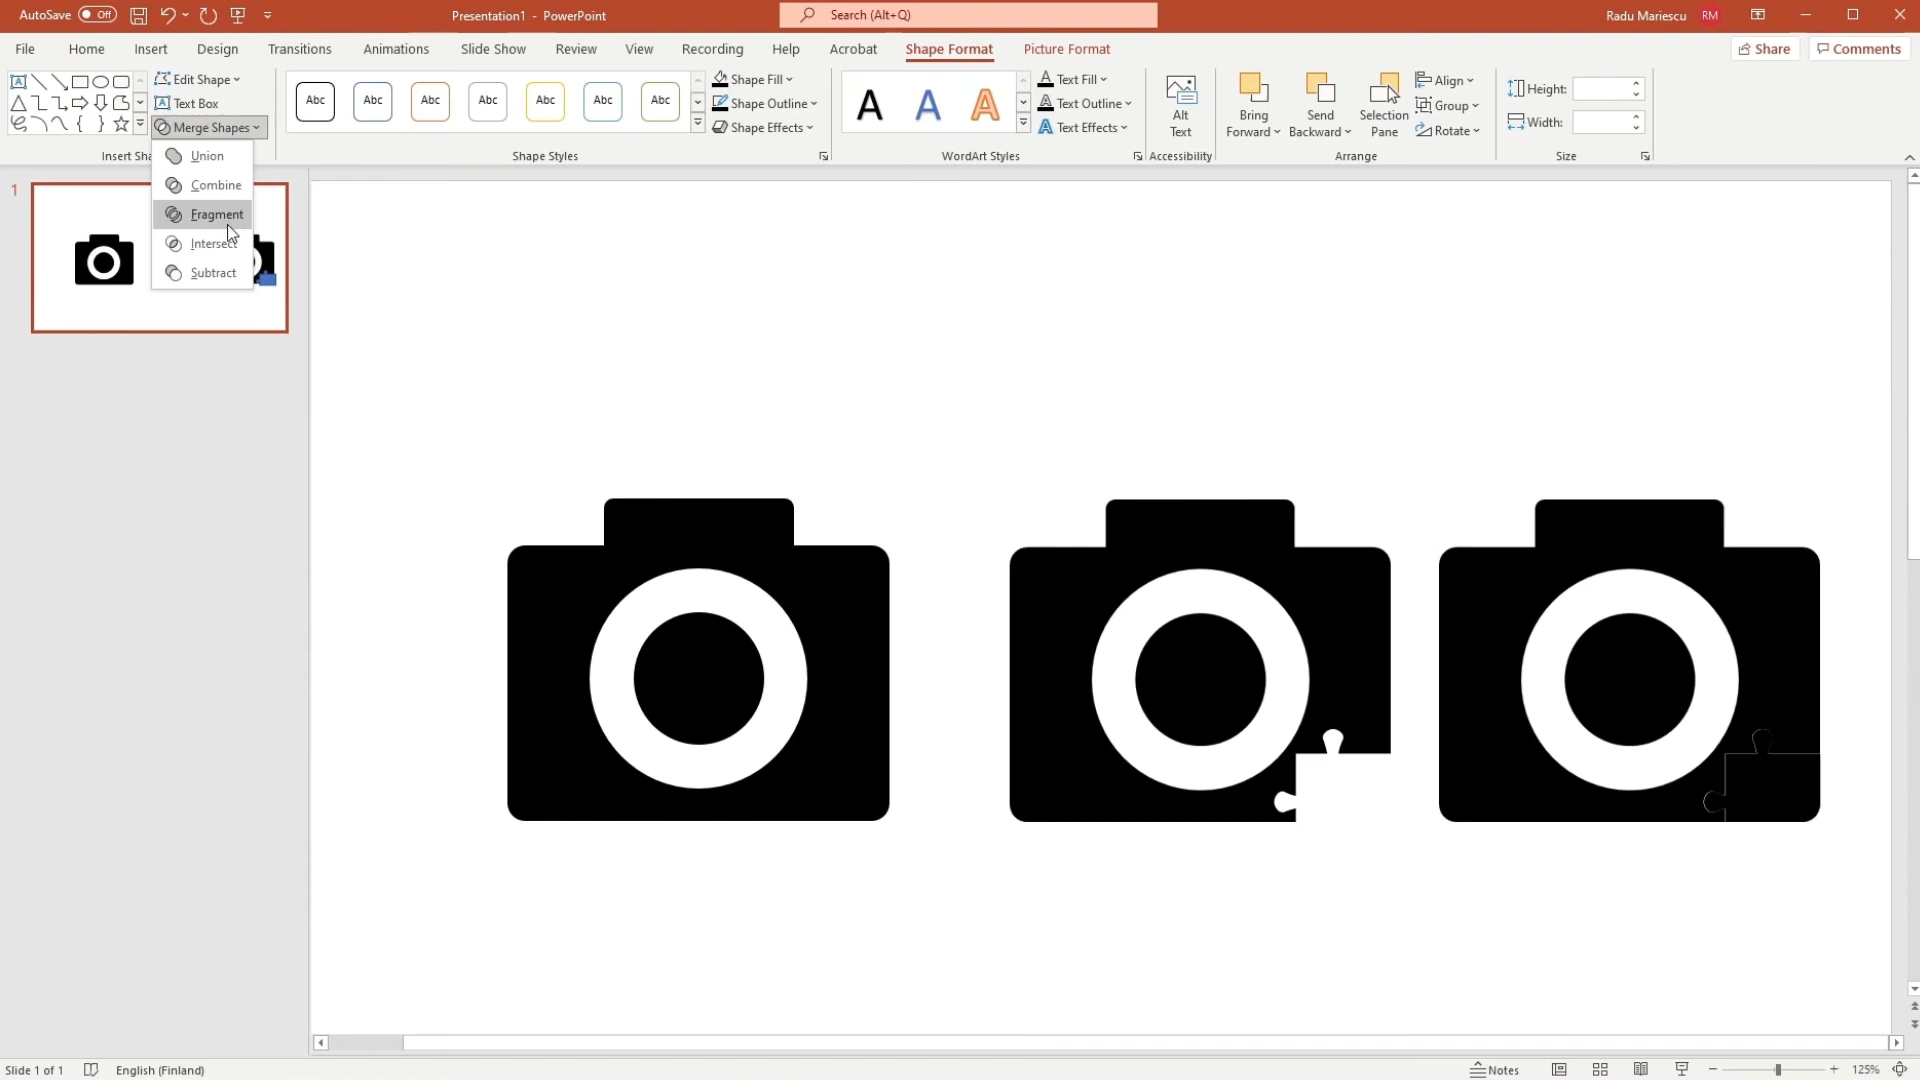 AutoSave Off
Presentation1 - PowerPoint
Search (Alt+Q)
Radu Mariescu RM
File Home Insert Design Transitions Animations Slide Show Review View Recording Help Acrobat Shape Format Picture Format Share Comments
Edit Shape
Text Box
Merge Shapes
Insert Sha
Union
Combine
Fragment
Intersect
Subtract
Abc Abc Abc Abc Abc Abc Abc
Shape Fill
Shape Outline
Shape Effects
Shape Styles
A A A
Text Fill
Text Outline
Text Effects
WordArt Styles
Alt
Text
Accessibility
Bring
Forward
Send
Backward
Selection
Pane
Align
Group
Rotate
Arrange
Height:
Width:
Size
1
Slide 1 of 1
English (Finland)
Notes
125%